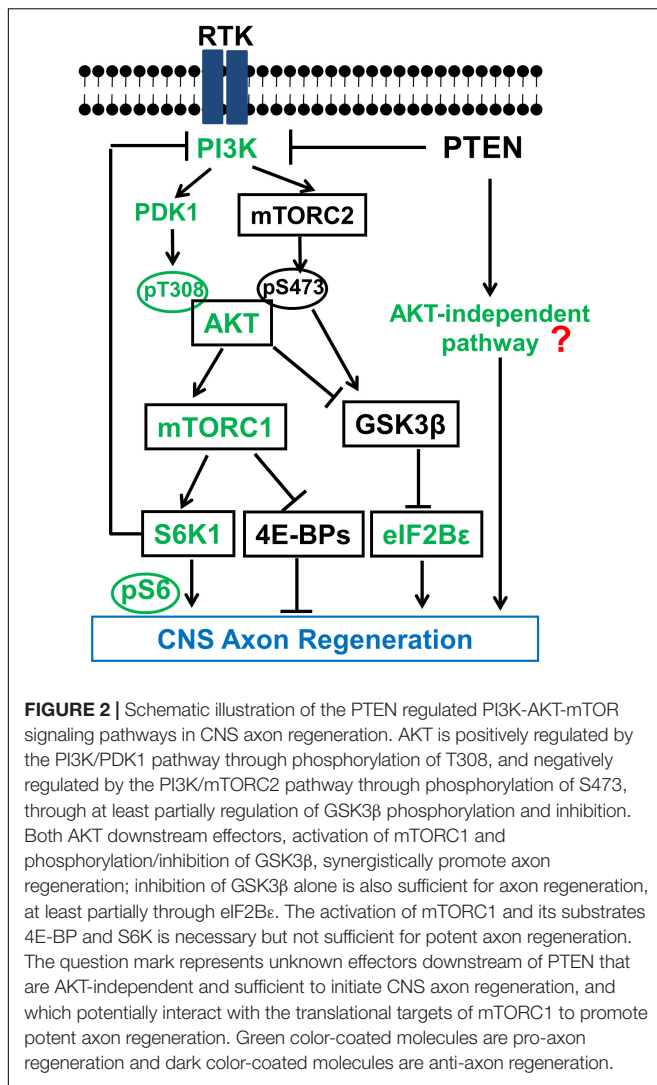 RTK
PI3K
PTEN
PDK1
mTORC2
pT308
pS473
AKT
AKT-independent
pathway ?
mTORC1
GSK3β
S6K1
4E-BPs
eIF2Bε
pS6
CNS Axon Regeneration
FIGURE 2 | Schematic illustration of the PTEN regulated PI3K-AKT-mTOR
signaling pathways in CNS axon regeneration. AKT is positively regulated by
the PI3K/PDK1 pathway through phosphorylation of T308, and negatively
regulated by the PI3K/mTORC2 pathway through phosphorylation of S473,
through at least partially regulation of GSK3β phosphorylation and inhibition.
Both AKT downstream effectors, activation of mTORC1 and
phosphorylation/inhibition of GSK3β, synergistically promote axon
regeneration; inhibition of GSK3β alone is also sufficient for axon regeneration,
at least partially through eIF2Bε. The activation of mTORC1 and its substrates
4E-BP and S6K is necessary but not sufficient for potent axon regeneration.
The question mark represents unknown effectors downstream of PTEN that
are AKT-independent and sufficient to initiate CNS axon regeneration, and
which potentially interact with the translational targets of mTORC1 to promote
potent axon regeneration. Green color-coated molecules are pro-axon
regeneration and dark color-coated molecules are anti-axon regeneration.